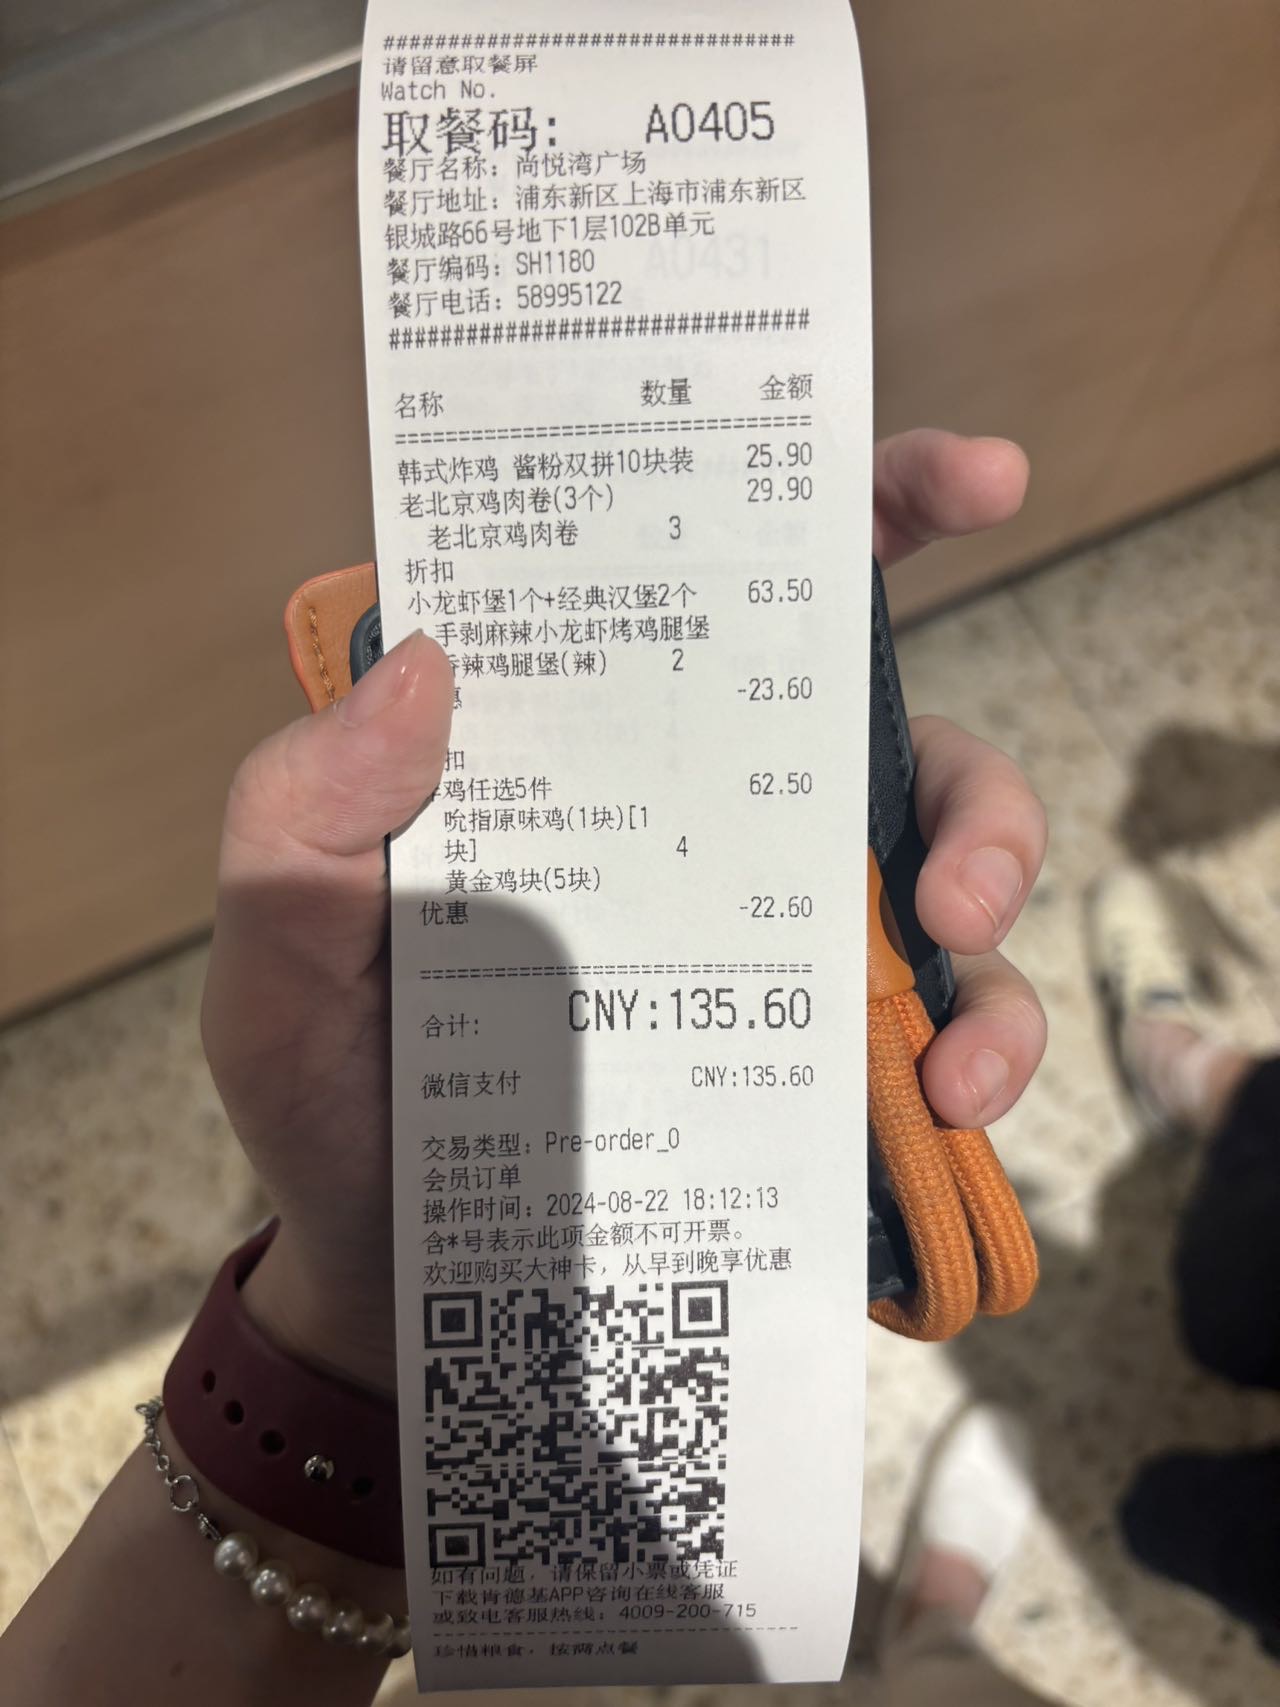 ################################
请留意取餐屏
Watch No.
取餐码: A0405
餐厅名称: 尚悦湾广场
餐厅地址: 浦东新区上海市浦东新区
银城路66号地下1层102B单元
餐厅编码: SH1180
餐厅电话: 58995122
################################
名称 数量 金额
================================
韩式炸鸡 酱粉双拼10块装 25.90
老北京鸡肉卷(3个) 29.90
老北京鸡肉卷 3
折扣
小龙虾堡1个+经典汉堡2个 63.50
手剥麻辣小龙虾烤鸡腿堡
香辣鸡腿堡(辣) 2
惠 -23.60
扣
炸鸡任选5件 62.50
吮指原味鸡(1块)[1
块] 4
黄金鸡块(5块)
优惠 -22.60
================================
合计: CNY:135.60
微信支付 CNY:135.60
交易类型: Pre-order_0
会员订单
操作时间: 2024-08-22 18:12:13
含*号表示此项金额不可开票。
欢迎购买大神卡, 从早到晚享优惠
如有问题, 请保留小票或凭证
下载肯德基APP咨询在线客服
或致电客服热线: 4009-200-715
--------------------------------
珍惜粮食, 按需点餐